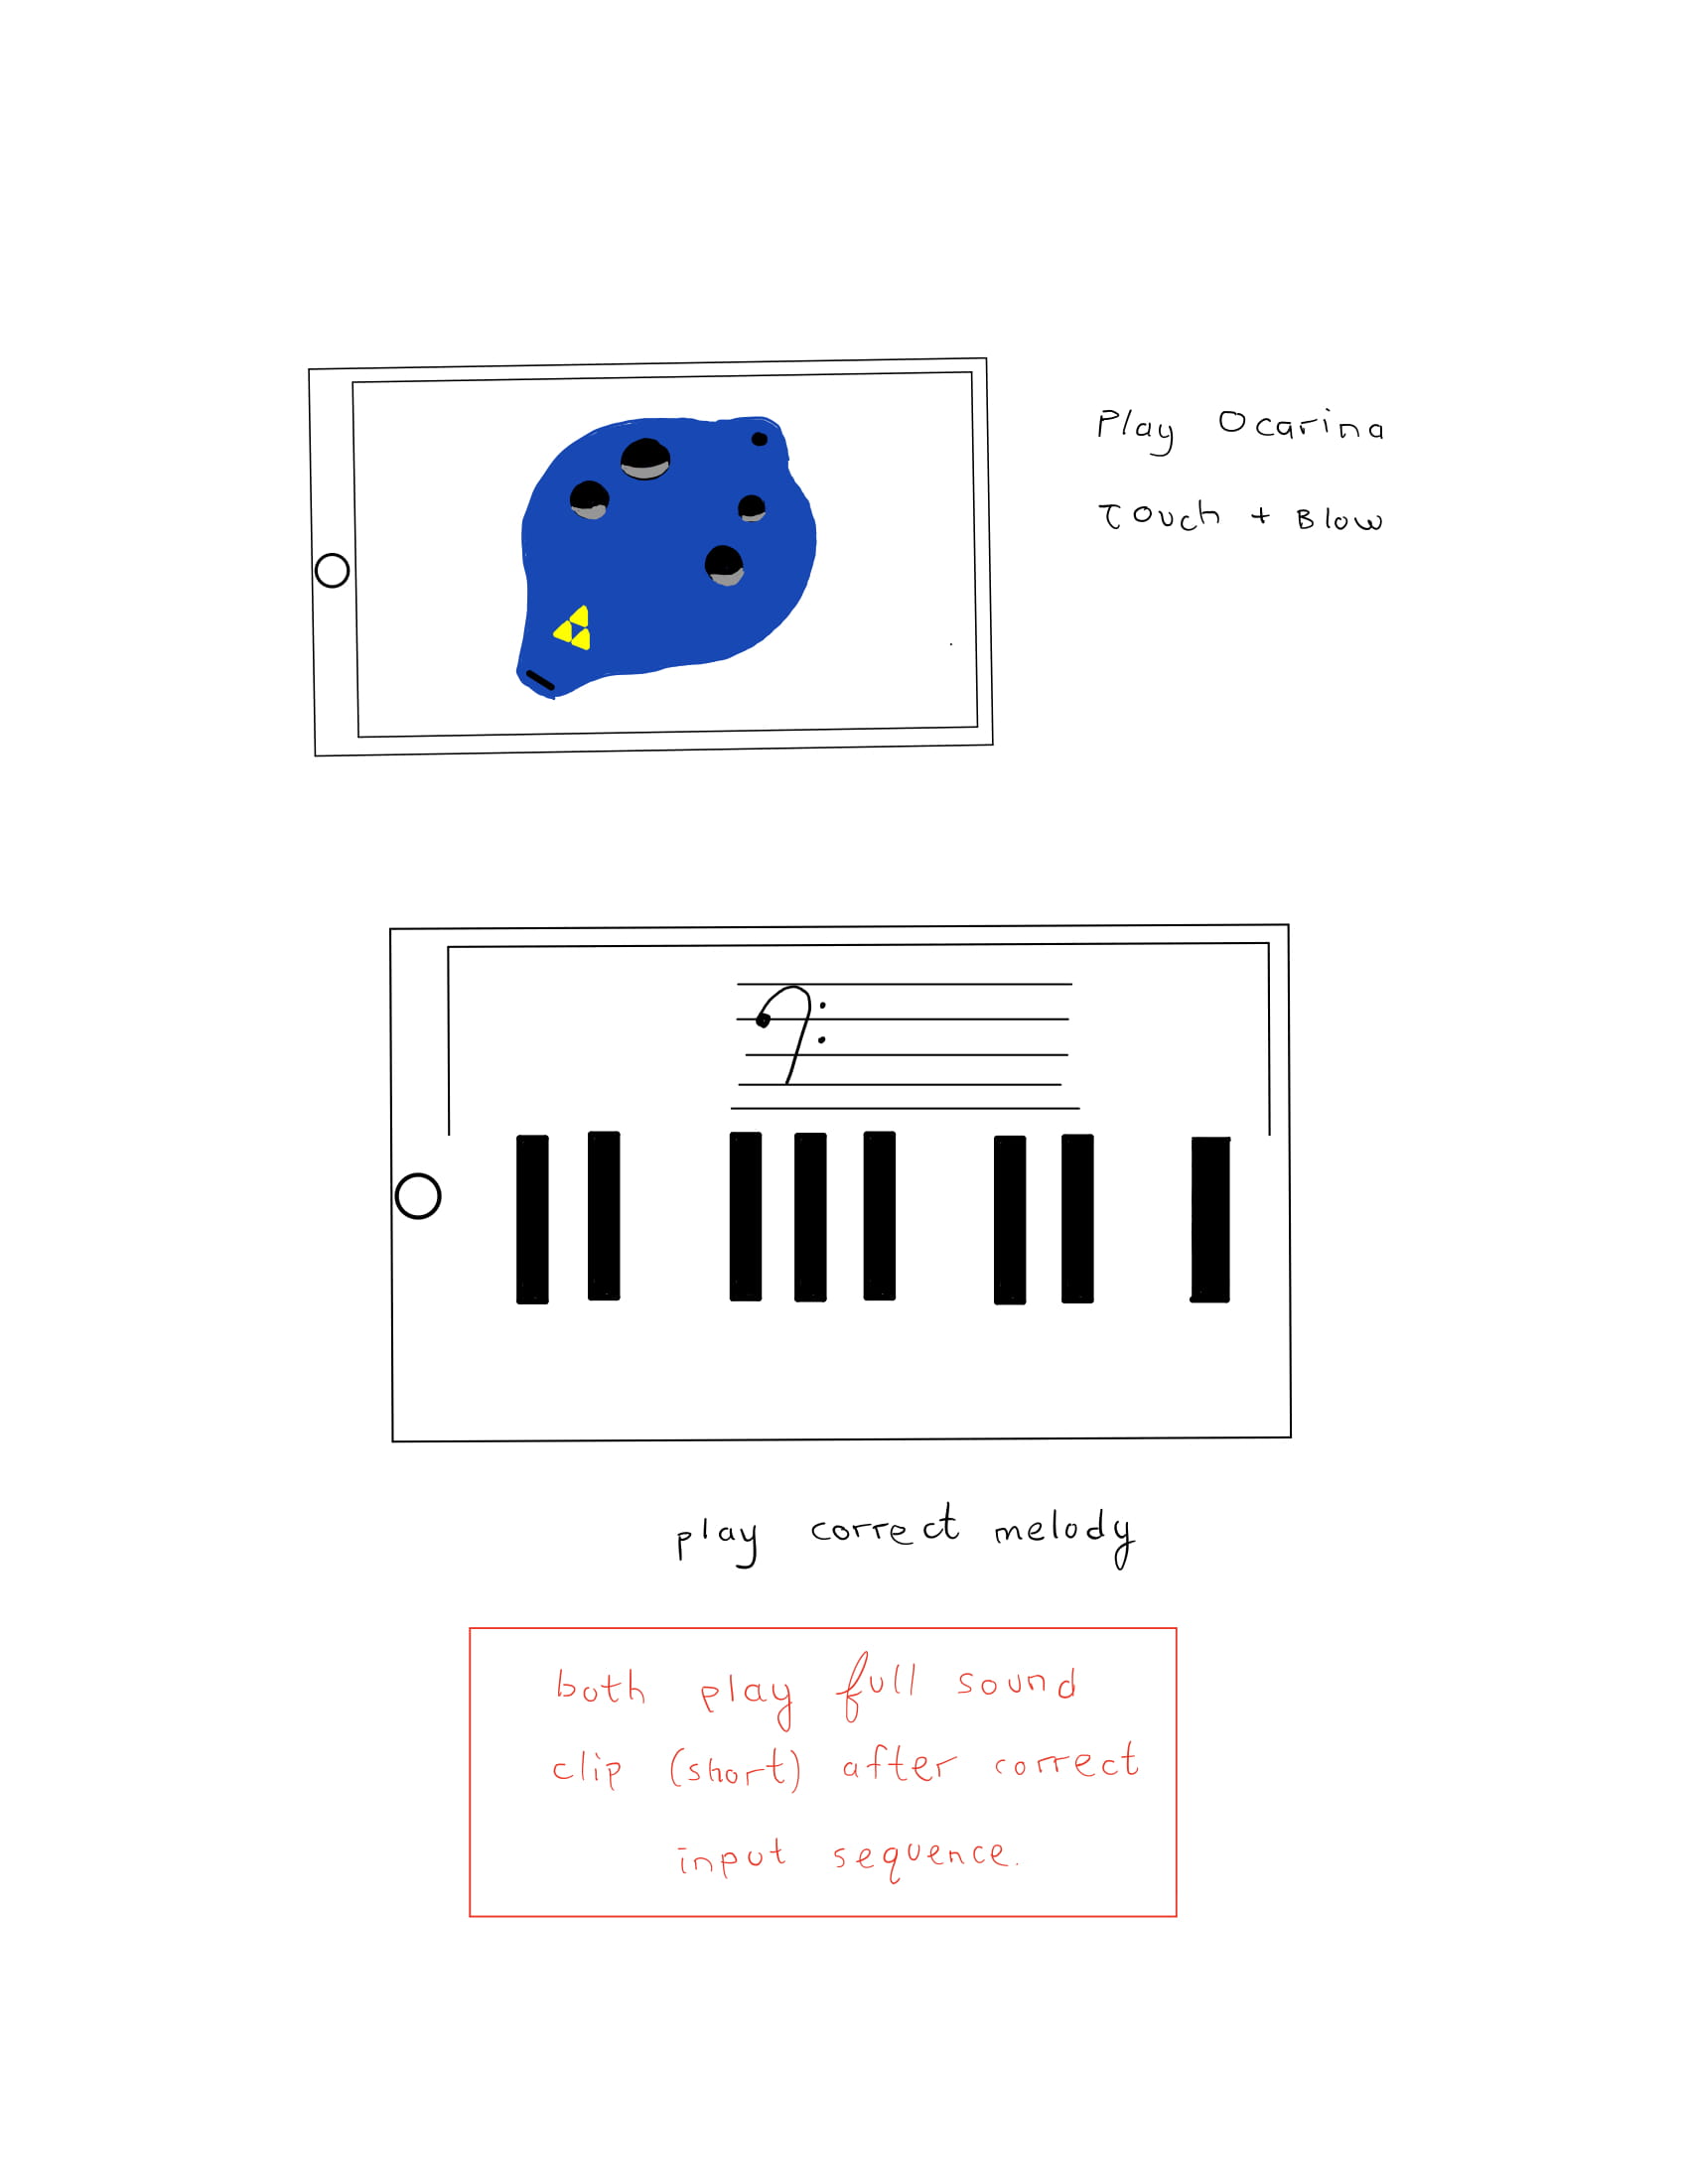 Play Ocarina
Touch + Blow
play correct melody
both play full sound
clip (short) after correct
input sequence.